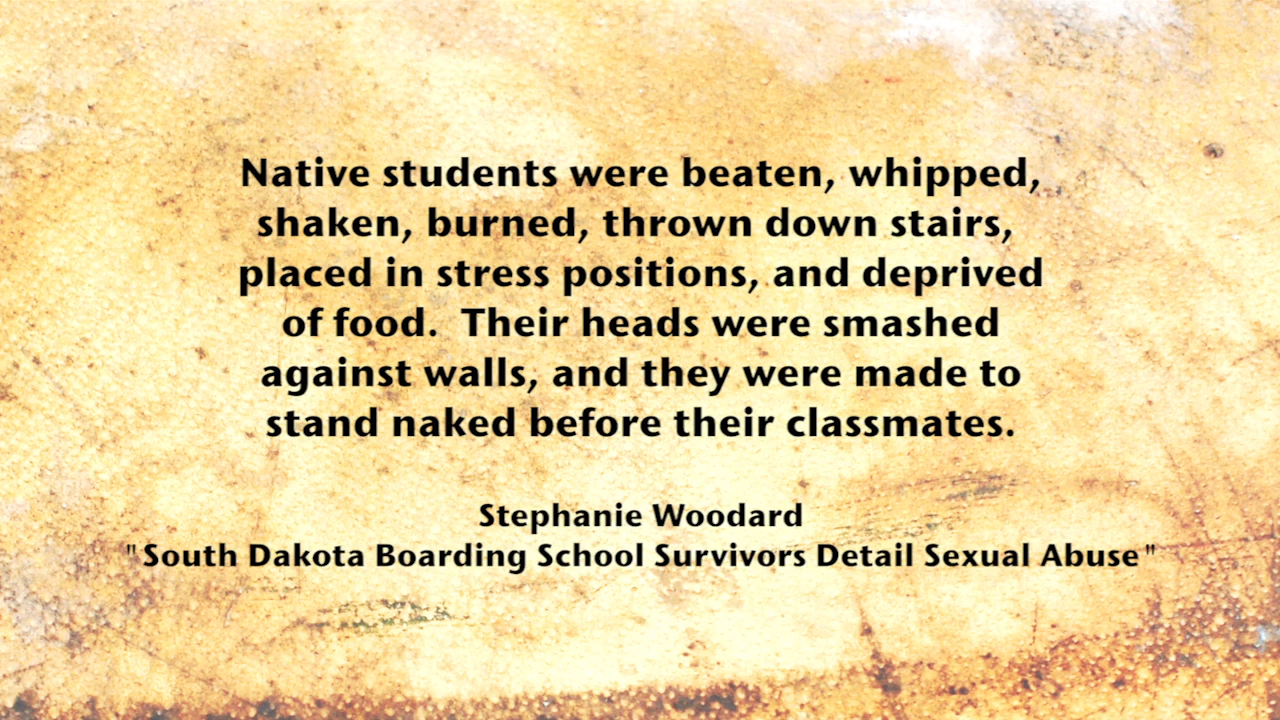 Native students were beaten, whipped,
shaken, burned, thrown down stairs,
placed in stress positions, and deprived
of food.  Their heads were smashed
against walls, and they were made to
stand naked before their classmates.
Stephanie Woodard
"South Dakota Boarding School Survivors Detail Sexual Abuse"